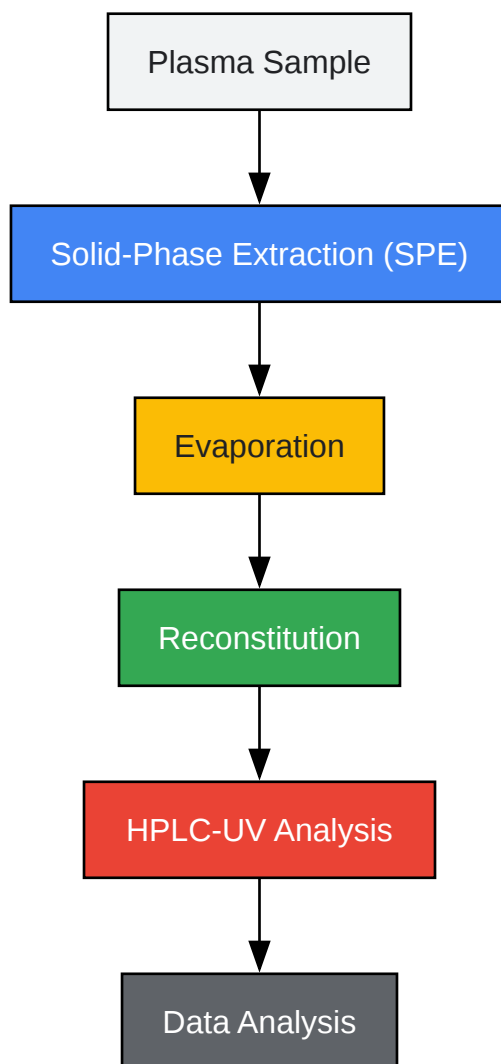 Plasma Sample
Solid-Phase Extraction (SPE)
Evaporation
Reconstitution
HPLC-UV Analysis
Data Analysis